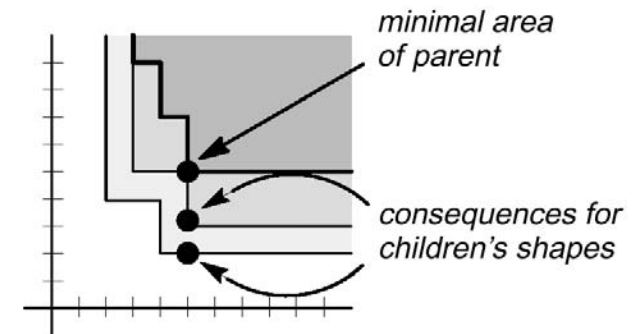 minimal area
of parent
consequences for
children's shapes